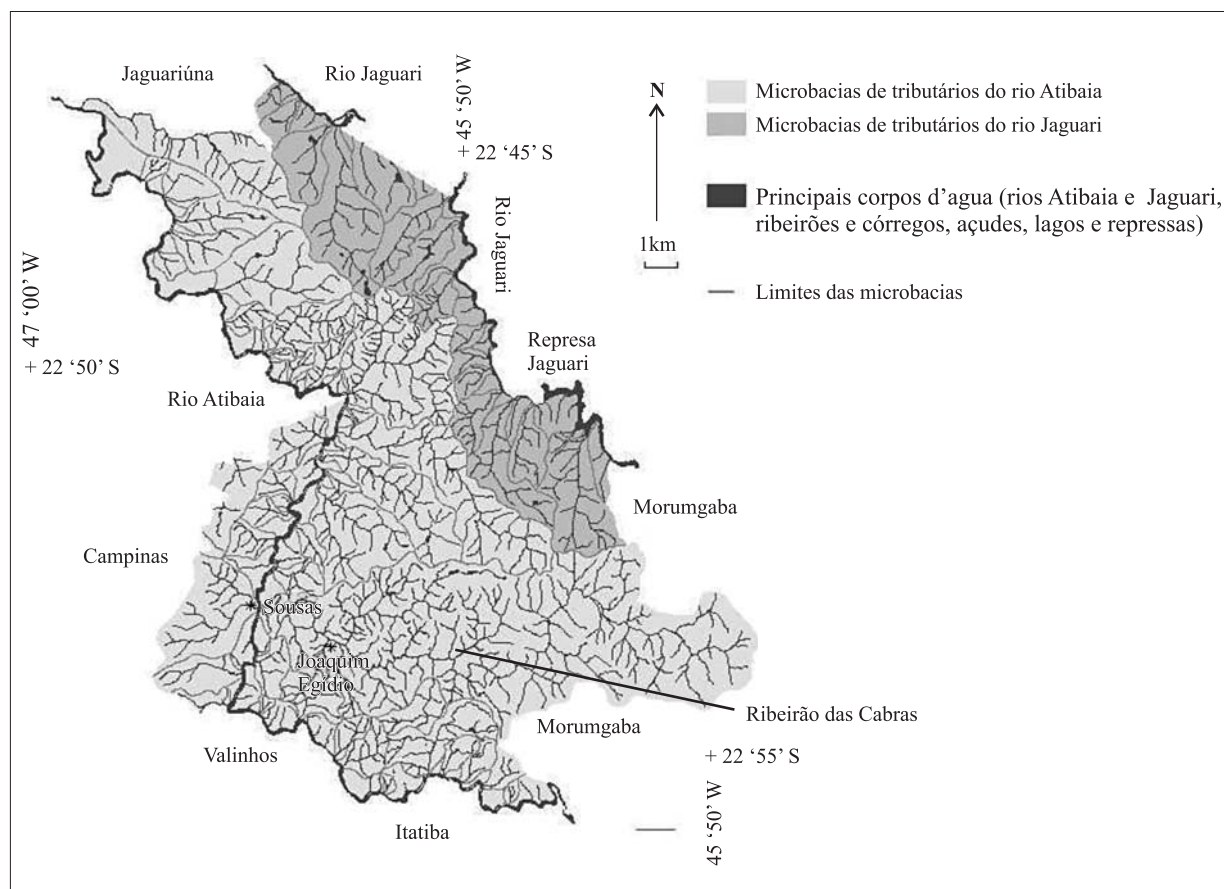 Jaguariúna
Rio Jaguari
45 '50' W
+ 22 '45' S
N
1km
Microbacias de tributários do rio Atibaia
Microbacias de tributários do rio Jaguari
Principais corpos d'agua (rios Atibaia e Jaguari,
ribeirões e córregos, açudes, lagos e repressas)
Limites das microbacias
Rio Jaguari
47 '00' W
+ 22 '50' S
Represa
Jaguari
Rio Atibaia
Morumgaba
Campinas
Sousas
Joaquim
Egídio
Ribeirão das Cabras
Morumgaba
Valinhos
+ 22 '55' S
45 '50' W
Itatiba